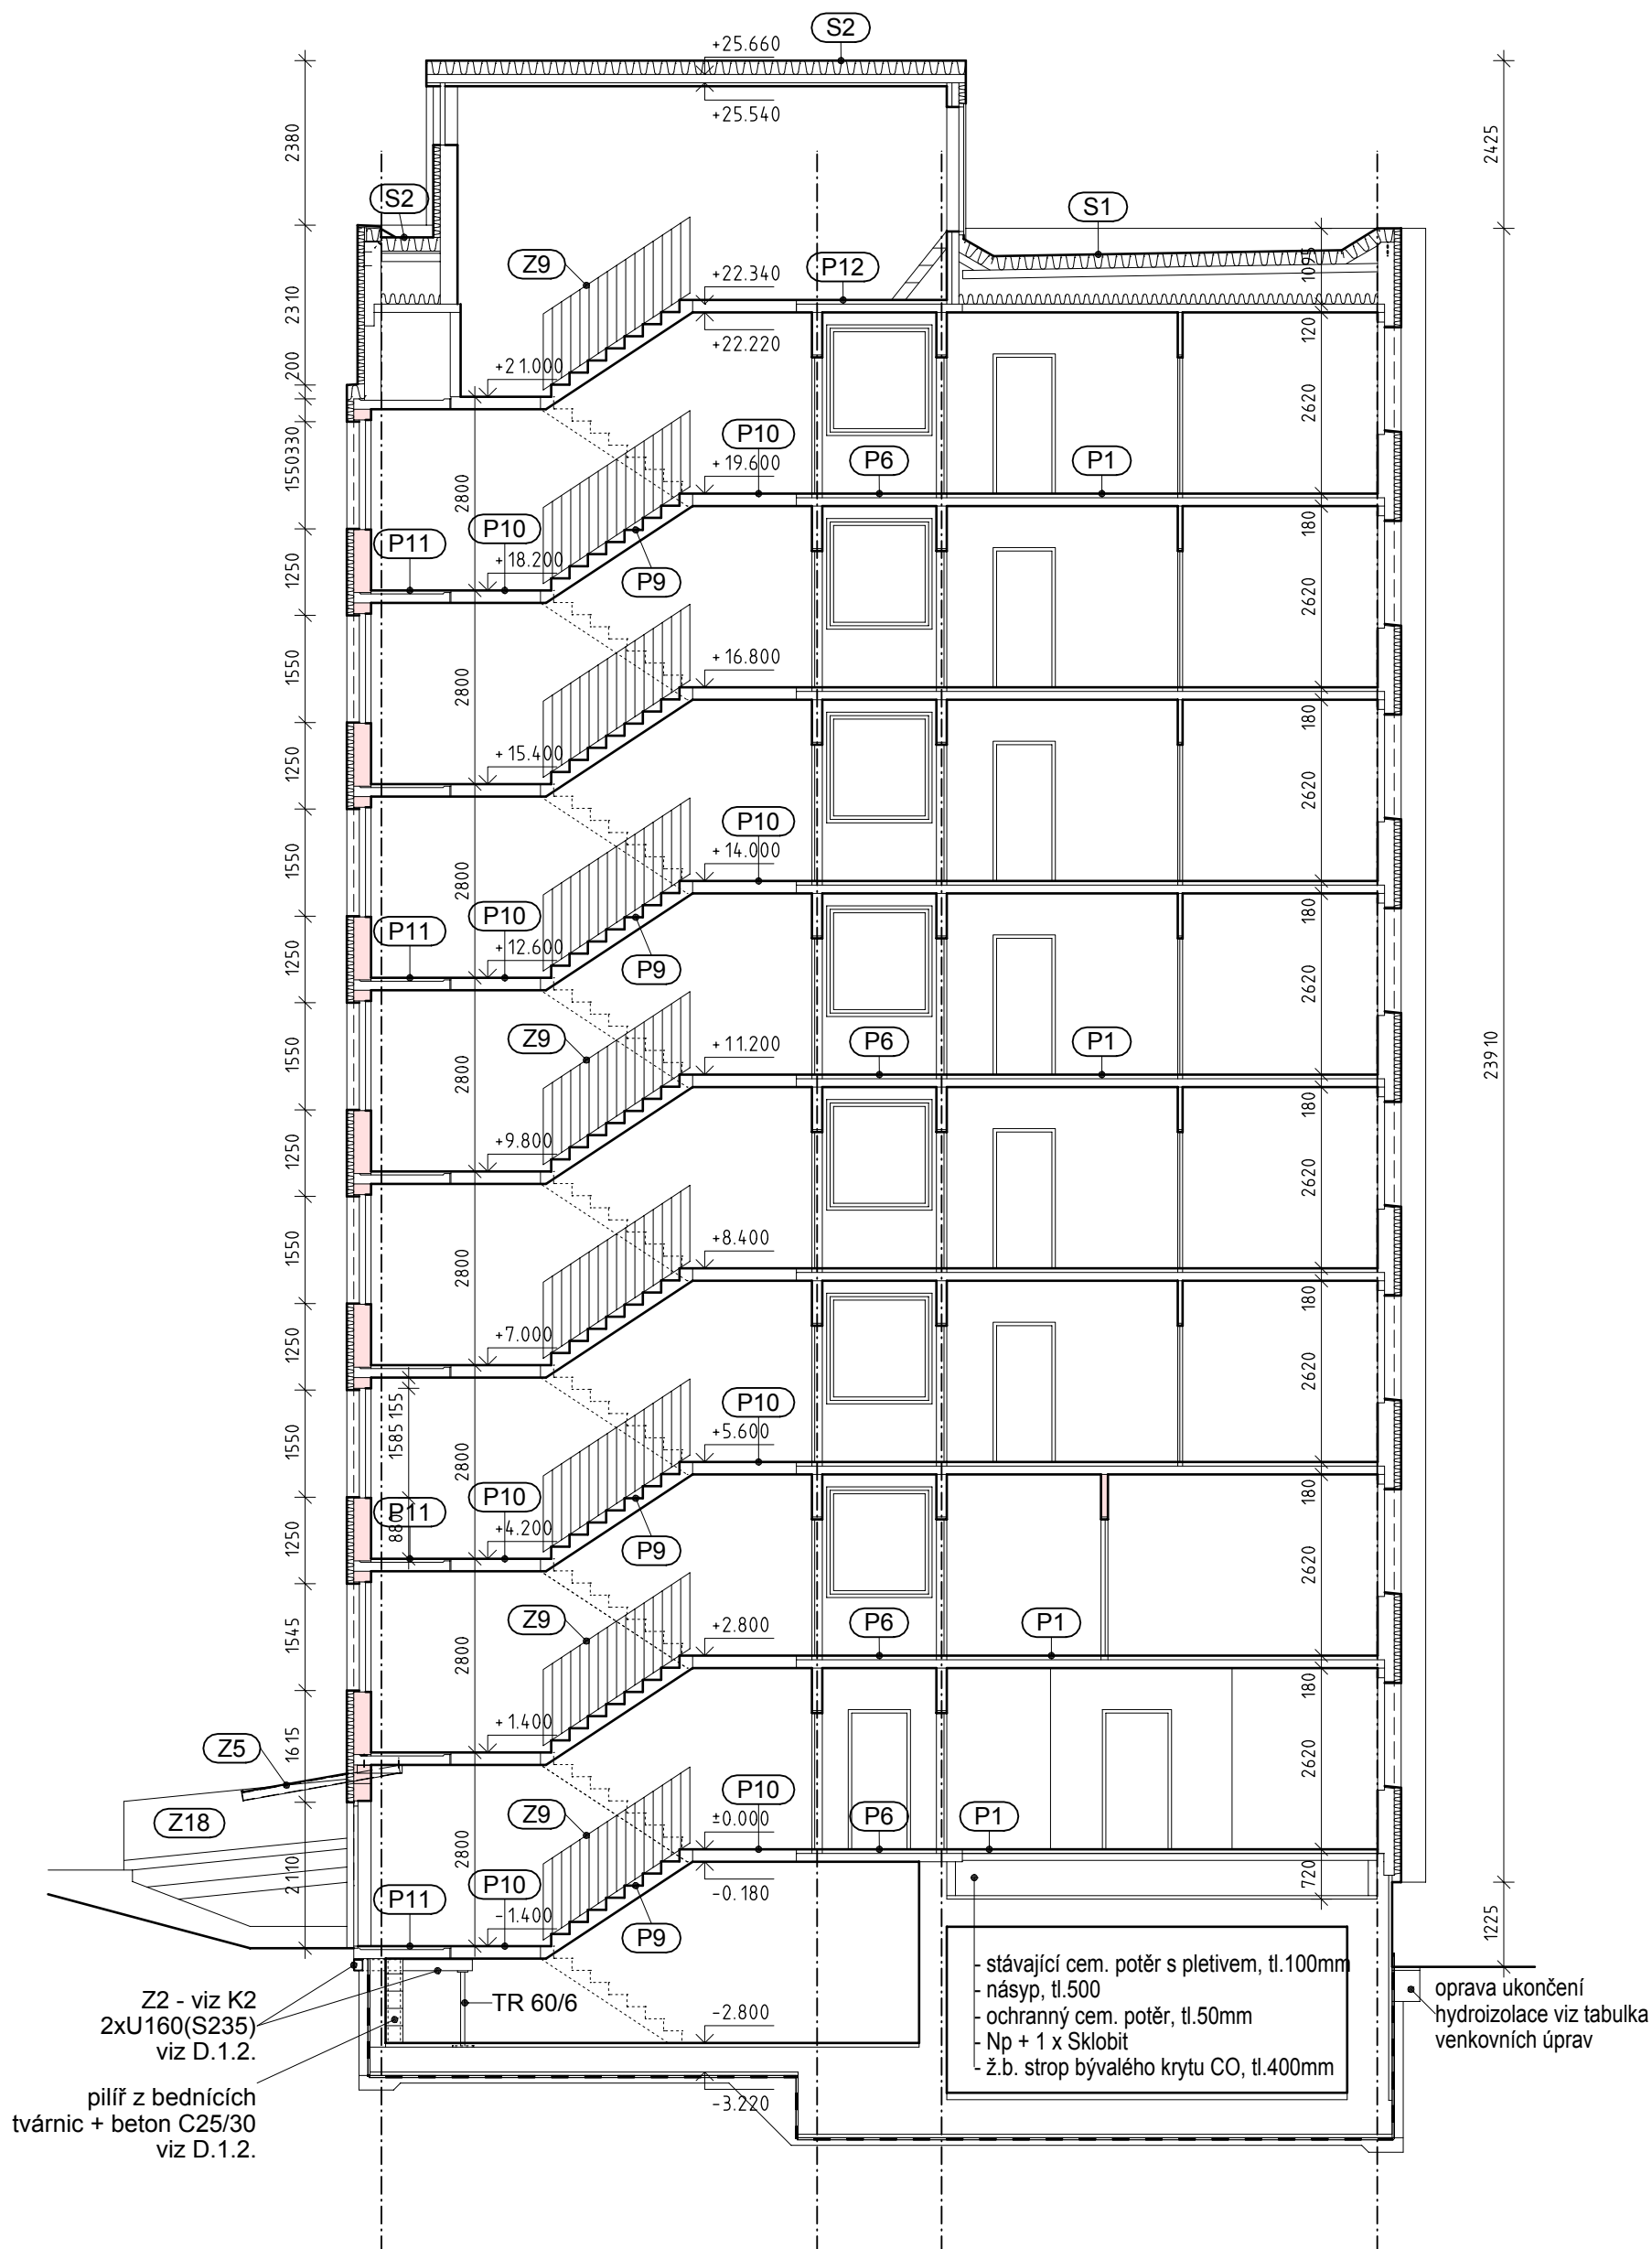 S2
+25.660
+25.540
2380
2425
S2
S1
Z9
P12
+22.340
1095
2310
+22.220
120
200
+21.000
330
2620
P10
P6
P1
+19.600
1550
2800
180
P11
P10
+18.200
P9
1250
2620
+16.800
1550
2800
180
+15.400
1250
2620
P10
+14.000
1550
2800
180
P11
P10
+12.600
P9
1250
2620
Z9
P6
P1
+11.200
1550
2800
180
23910
+9.800
1250
2620
+8.400
1550
2800
180
+7.000
1250
2620
155
P10
+5.600
1585
1550
2800
180
P11
P10
880
+4.200
P9
1250
2620
Z9
P6
P1
+2.800
1545
2800
180
+1.400
1615
2620
Z5
Z18
Z9
P10
P6
P1
±0.000
2800
2110
720
-0.180
P11
P10
-1.400
P9
1225
- stávající cem. potěr s pletivem, tl.100mm
- násyp, tl.500
- ochranný cem. potěr, tl.50mm
- Np + 1 x Sklobit
- ž.b. strop bývalého krytu CO, tl.400mm
oprava ukončení
hydroizolace viz tabulka
venkovních úprav
Z2 - viz K2
2xU160(S235)
viz D.1.2.
TR 60/6
-2.800
pilíř z bednících
tvárnic + beton C25/30
viz D.1.2.
-3.220